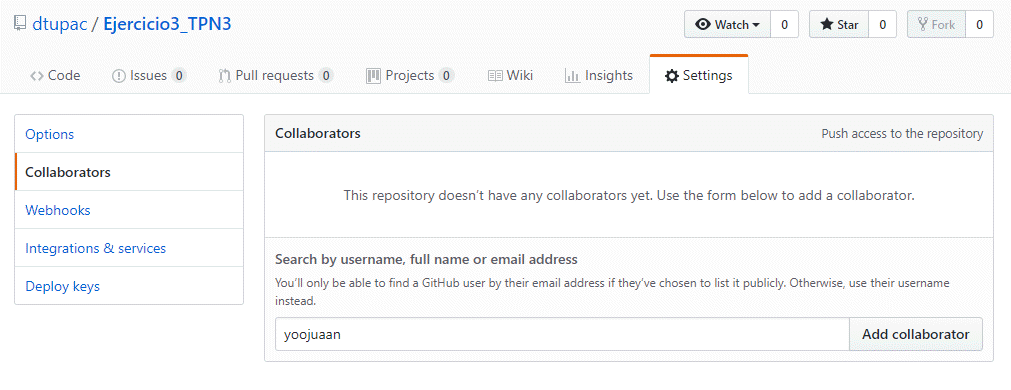 dtupac / Ejercicio3_TPN3 Watch 0 Star 0 Fork 0
Code Issues 0 Pull requests 0 Projects 0 Wiki Insights Settings
Options
Collaborators
Webhooks
Integrations & services
Deploy keys
Collaborators Push access to the repository
This repository doesn't have any collaborators yet. Use the form below to add a collaborator.
Search by username, full name or email address
You'll only be able to find a GitHub user by their email address if they've chosen to list it publicly. Otherwise, use their username
instead.
yoojuaan Add collaborator